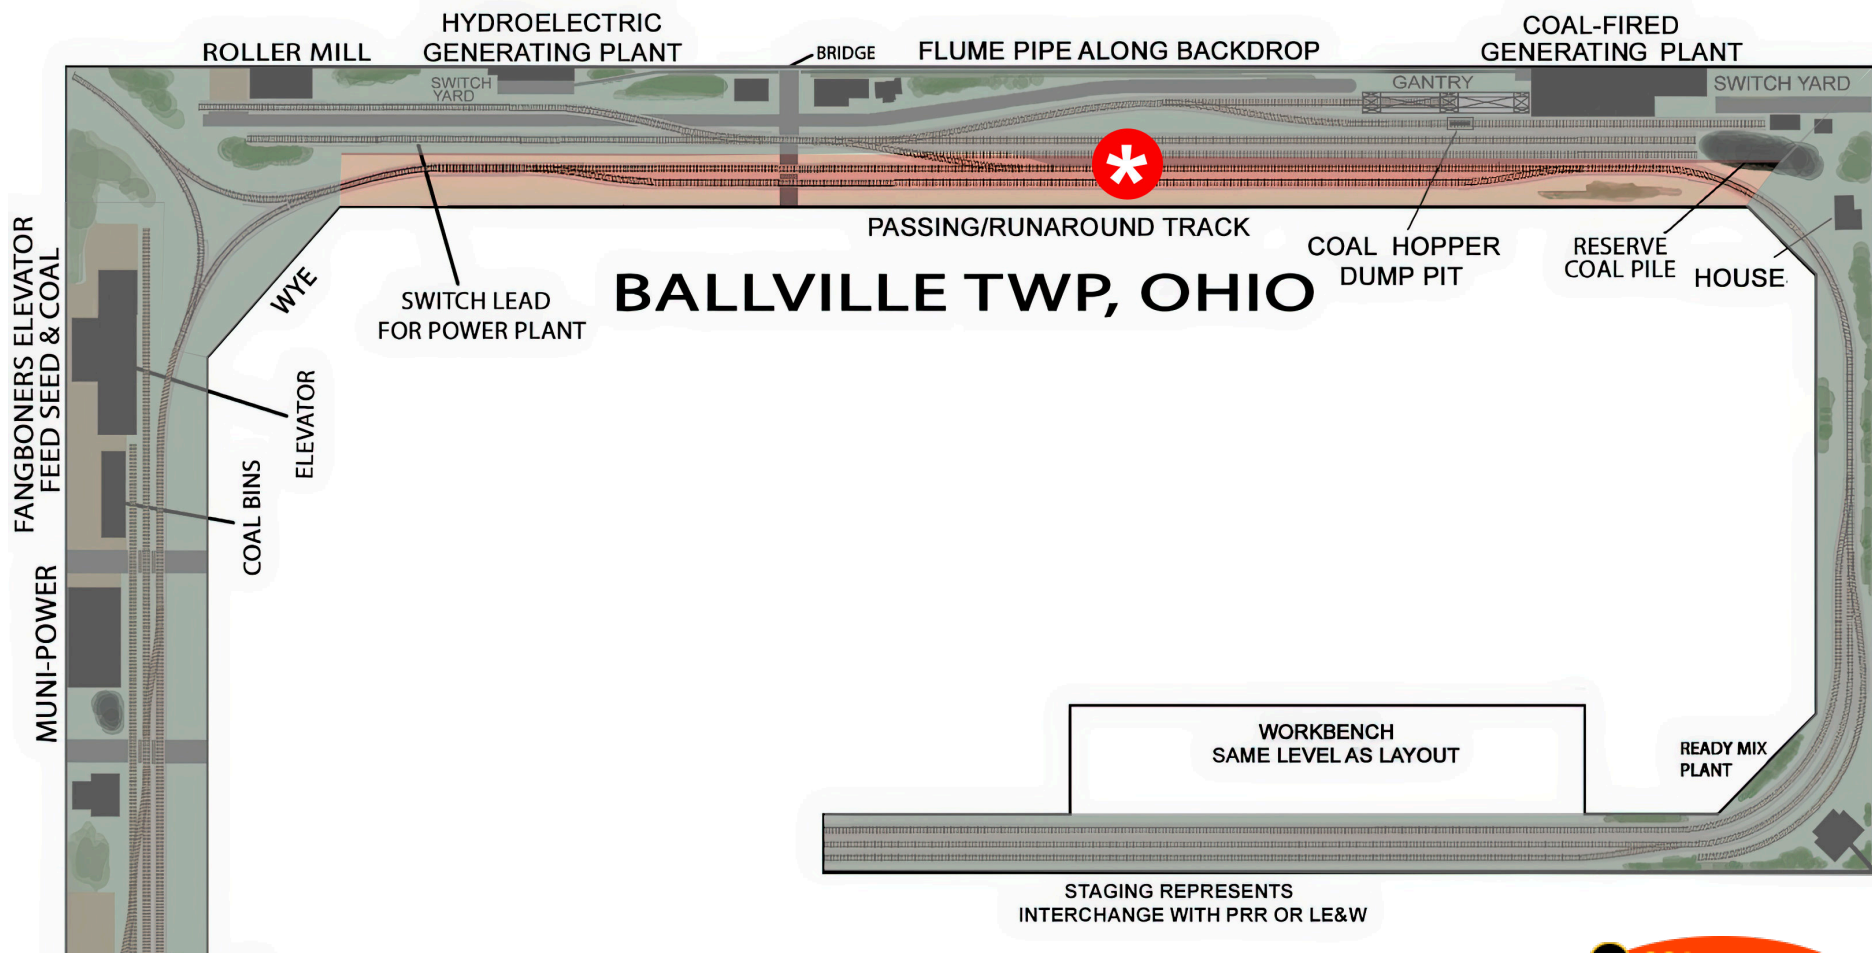 HYDROELECTRIC
GENERATING PLANT
ROLLER MILL
BRIDGE
FLUME PIPE ALONG BACKDROP
COAL-FIRED
GENERATING PLANT
SWITCH
YARD
GANTRY
SWITCH YARD
*
PASSING/RUNAROUND TRACK
COAL HOPPER
DUMP PIT
RESERVE
COAL PILE
HOUSE
WYE
SWITCH LEAD
FOR POWER PLANT
BALLVILLE TWP, OHIO
FANGBONERS ELEVATOR
FEED SEED & COAL
ELEVATOR
COAL BINS
MUNI-POWER
WORKBENCH
SAME LEVEL AS LAYOUT
READY MIX
PLANT
STAGING REPRESENTS
INTERCHANGE WITH PRR OR LE&W